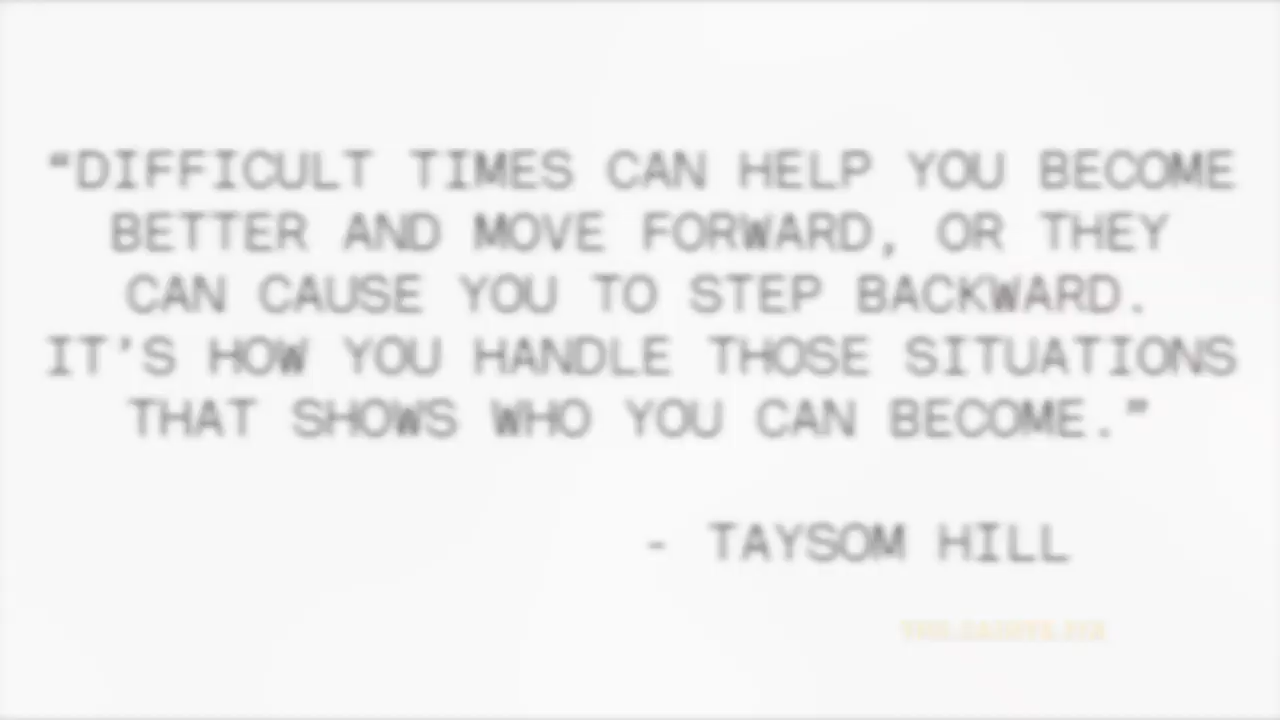 “DIFFICULT TIMES CAN HELP YOU BECOME
BETTER AND MOVE FORWARD, OR THEY
CAN CAUSE YOU TO STEP BACKWARD.
IT’S HOW YOU HANDLE THOSE SITUATIONS
THAT SHOWS WHO YOU CAN BECOME.”
- TAYSOM HILL